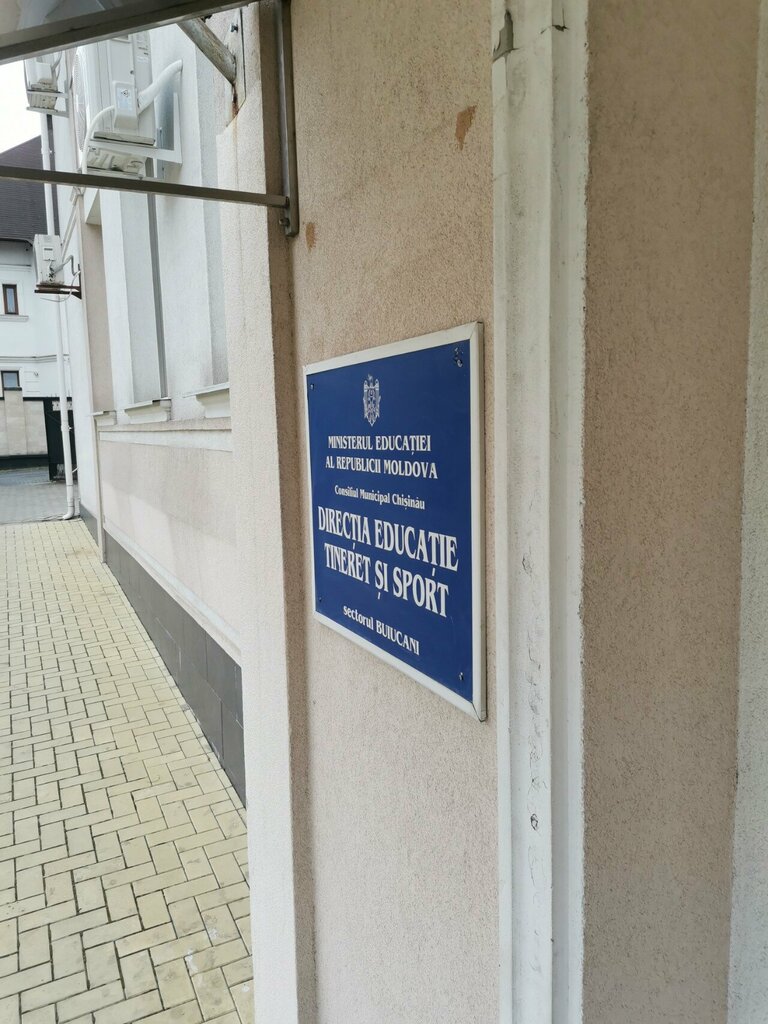 MINISTERUL EDUCAȚIEI
AL REPUBLICII MOLDOVA
Consiliul Municipal Chișinău
DIRECȚIA EDUCAȚIE
TINERET ȘI SPORT
sectorul BUIUCANI